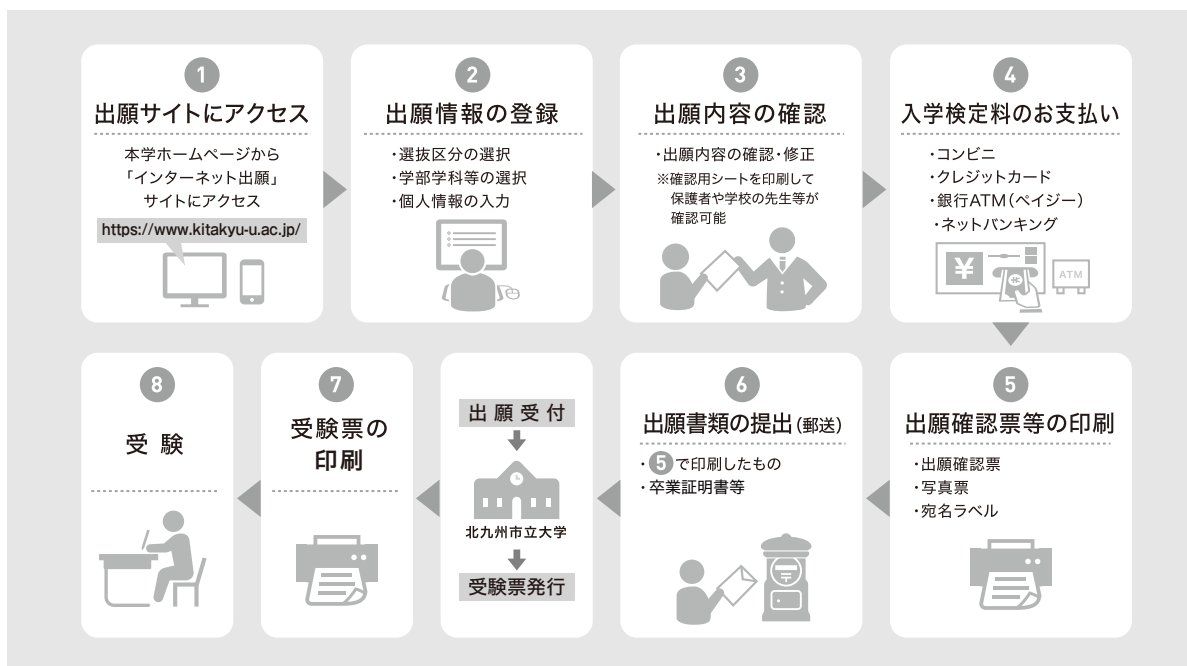 1
出願サイトにアクセス
本学ホームページから
「インターネット出願」
サイトにアクセス
https://www.kitakyu-u.ac.jp/
2
出願情報の登録
・選抜区分の選択
・学部学科等の選択
・個人情報の入力
3
出願内容の確認
・出願内容の確認・修正
※確認用シートを印刷して
保護者や学校の先生等が
確認可能
4
入学検定料のお支払い
・コンビニ
・クレジットカード
・銀行ATM（ペイジー）
・ネットバンキング
¥
ATM
5
出願確認票等の印刷
・出願確認票
・写真票
・宛名ラベル
6
出願書類の提出（郵送）
・5で印刷したもの
・卒業証明書等
〒
出願受付
北九州市立大学
受験票発行
7
受験票の
印刷
8
受験